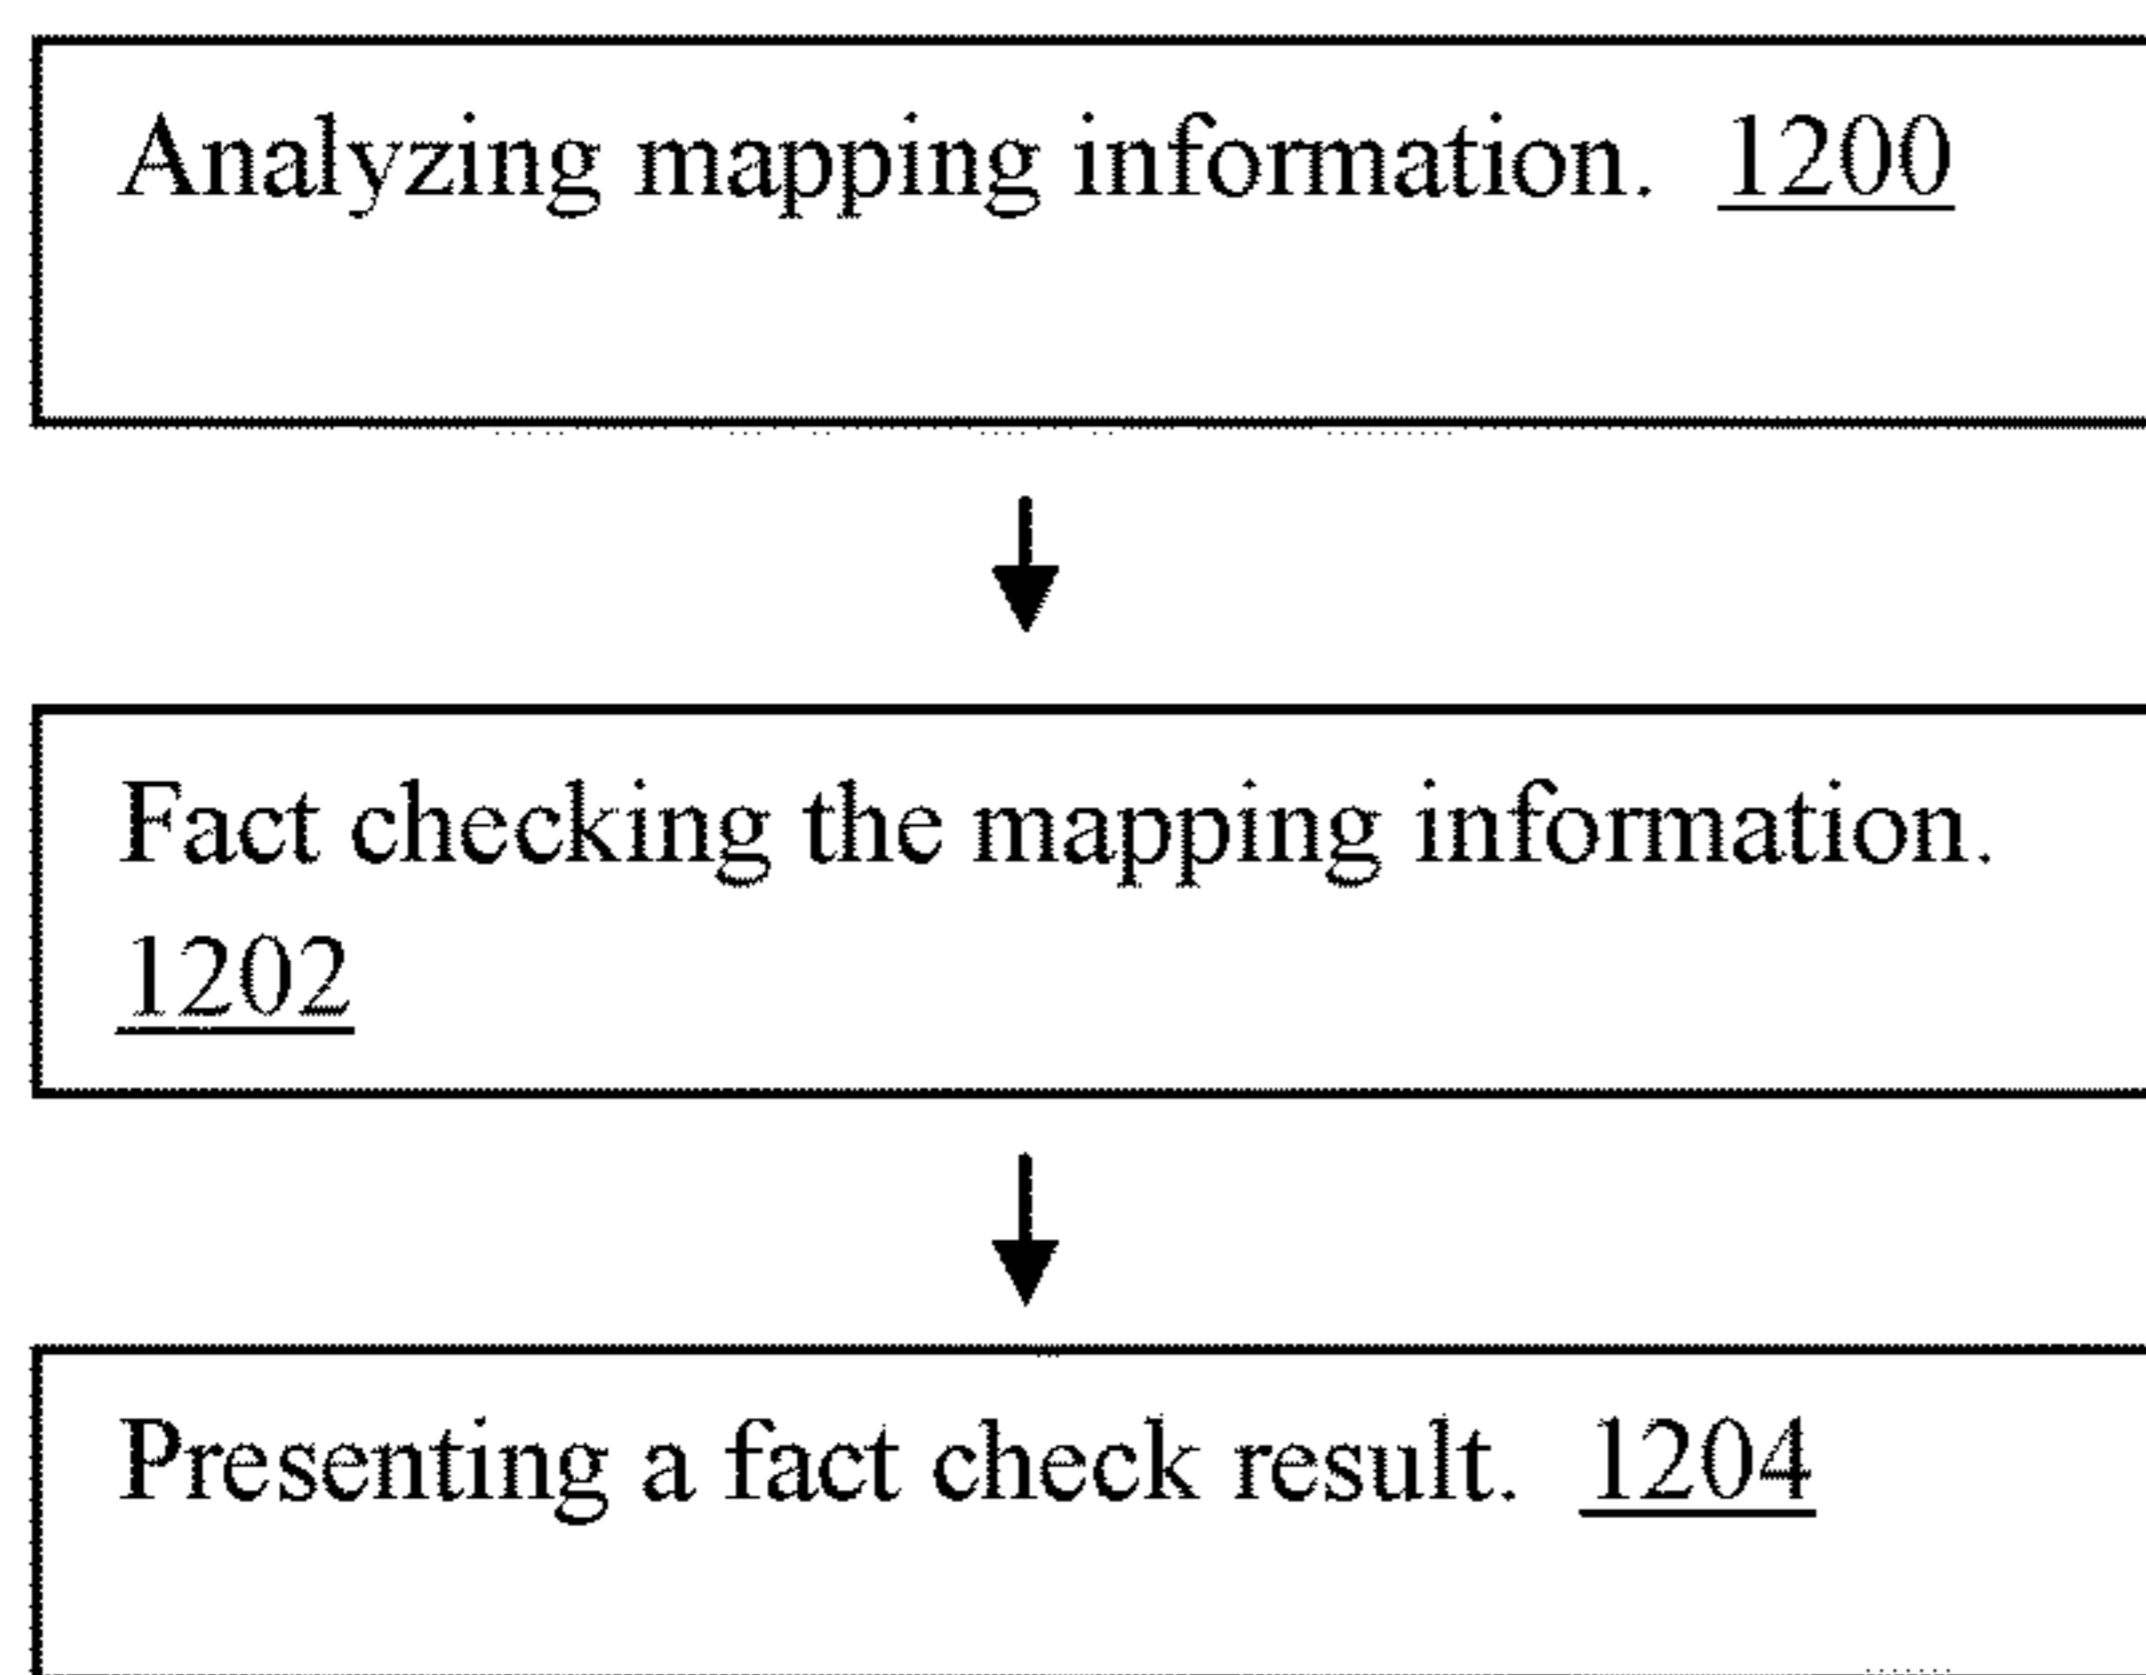 Analyzing mapping information. 1200
Fact checking the mapping information.
1202
Presenting a fact check result. 1204